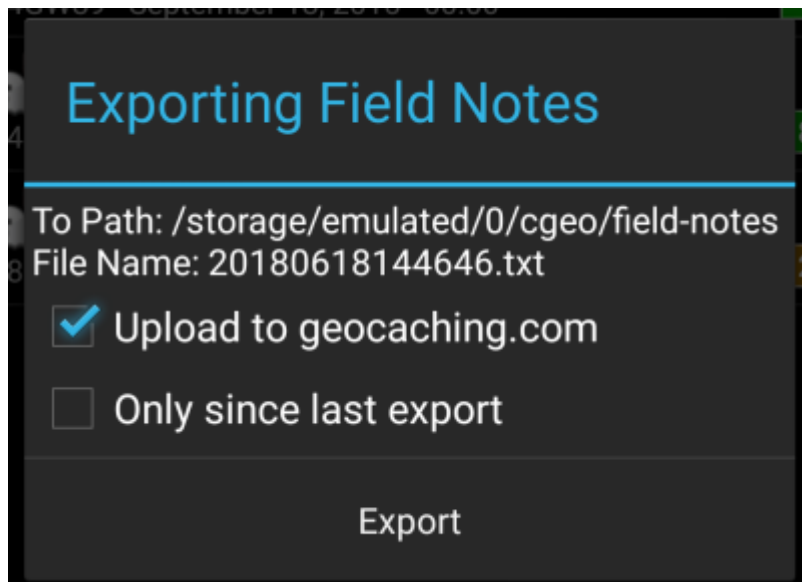 Exporting Field Notes
To Path: /storage/emulated/0/cgeo/field-notes
File Name: 20180618144646.txt
Upload to geocaching.com
Only since last export
Export